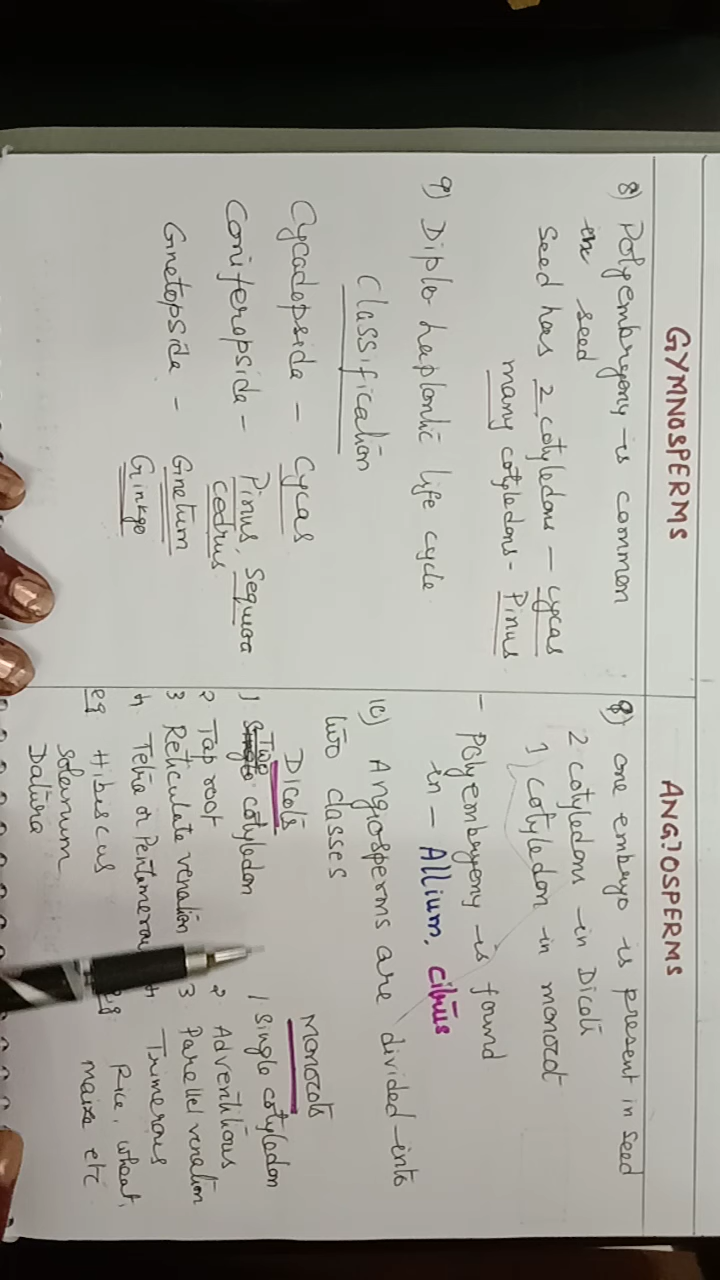 GYMNOSPERMS
8) Polyembryony is common
the seed
Seed has 2 cotyledons - Cycas
many cotyledons - Pinus
9) Diplo haplontic life cycle.
Classification
Cycadopsida - Cycas
Coniferopsida - Pinus, Sequoia
cedrus
Gnetopsida - Gnetum
Ginkgo
ANGIOSPERMS
9) One embryo is present in seed
2 cotyledons in Dicot
1) cotyledon in monocot
- Polyembryony is found
in - Allium, Citrus
10) Angiosperms are divided into
two classes
Dicots
1) Two cotyledon
2 Tap root
3 Reticulate venation
4. Tetra or Pentamerous
eg Hibiscus
Solanum
Datura
Monocots
1 Single cotyledon
2 Adventitious
3 Parellel venation
4 Trimerous
eg: Rice, wheat,
maize etc